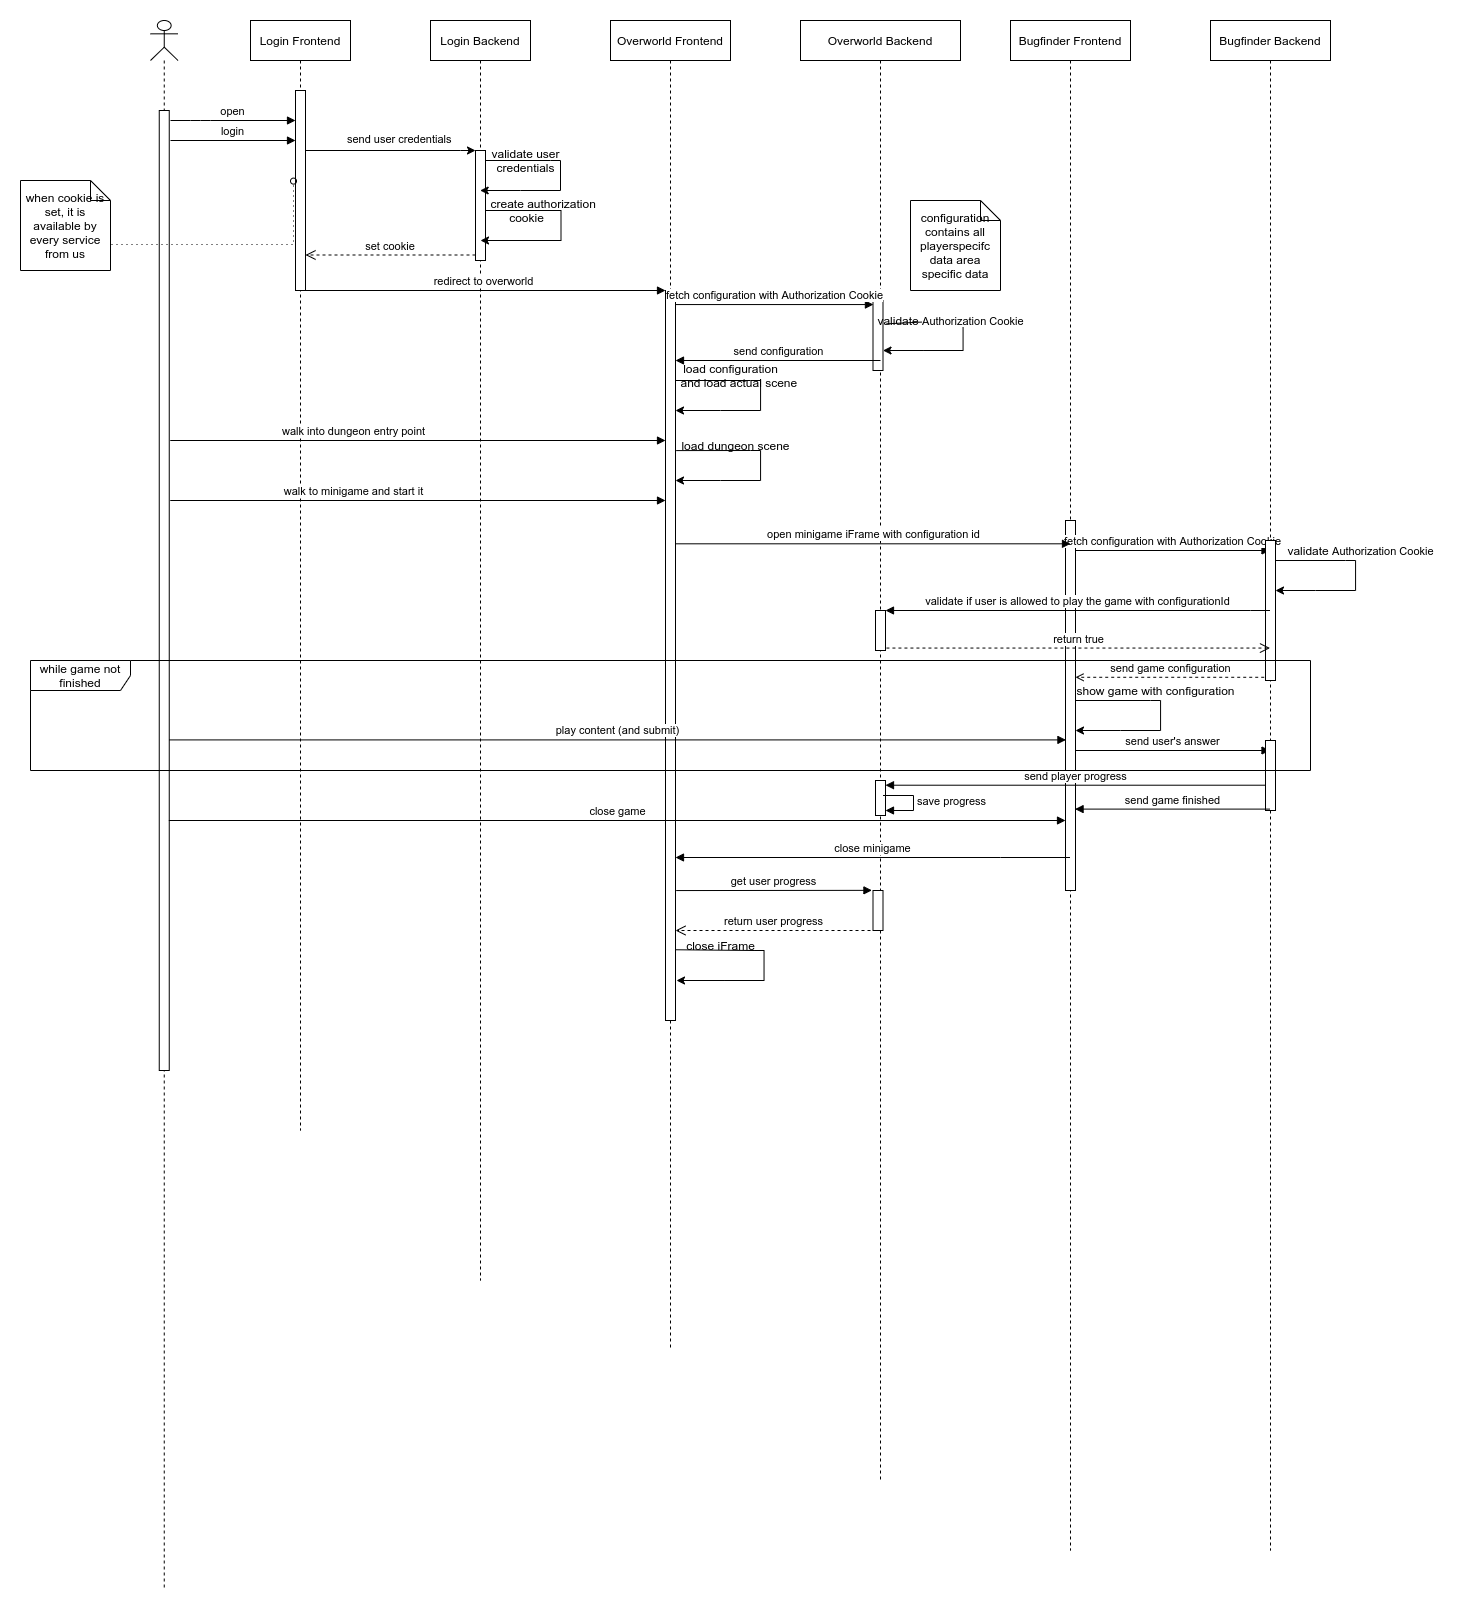 Login Frontend
Login Backend
Overworld Frontend
Overworld Backend
Bugfinder Frontend
Bugfinder Backend
open
login
send user credentials
validate user
credentials
when cookie is
set, it is
available by
every service
from us
create authorization
cookie
set cookie
configuration
contains all
playerspecifc
data area
specific data
redirect to overworld
fetch configuration with Authorization Cookie
validate Authorization Cookie
send configuration
load configuration
and load actual scene
walk into dungeon entry point
load dungeon scene
walk to minigame and start it
open minigame iFrame with configuration id
fetch configuration with Authorization Cookie
validate Authorization Cookie
validate if user is allowed to play the game with configurationId
return true
while game not
finished
send game configuration
show game with configuration
play content (and submit)
send user's answer
send player progress
save progress
send game finished
close game
close minigame
get user progress
return user progress
close iFrame